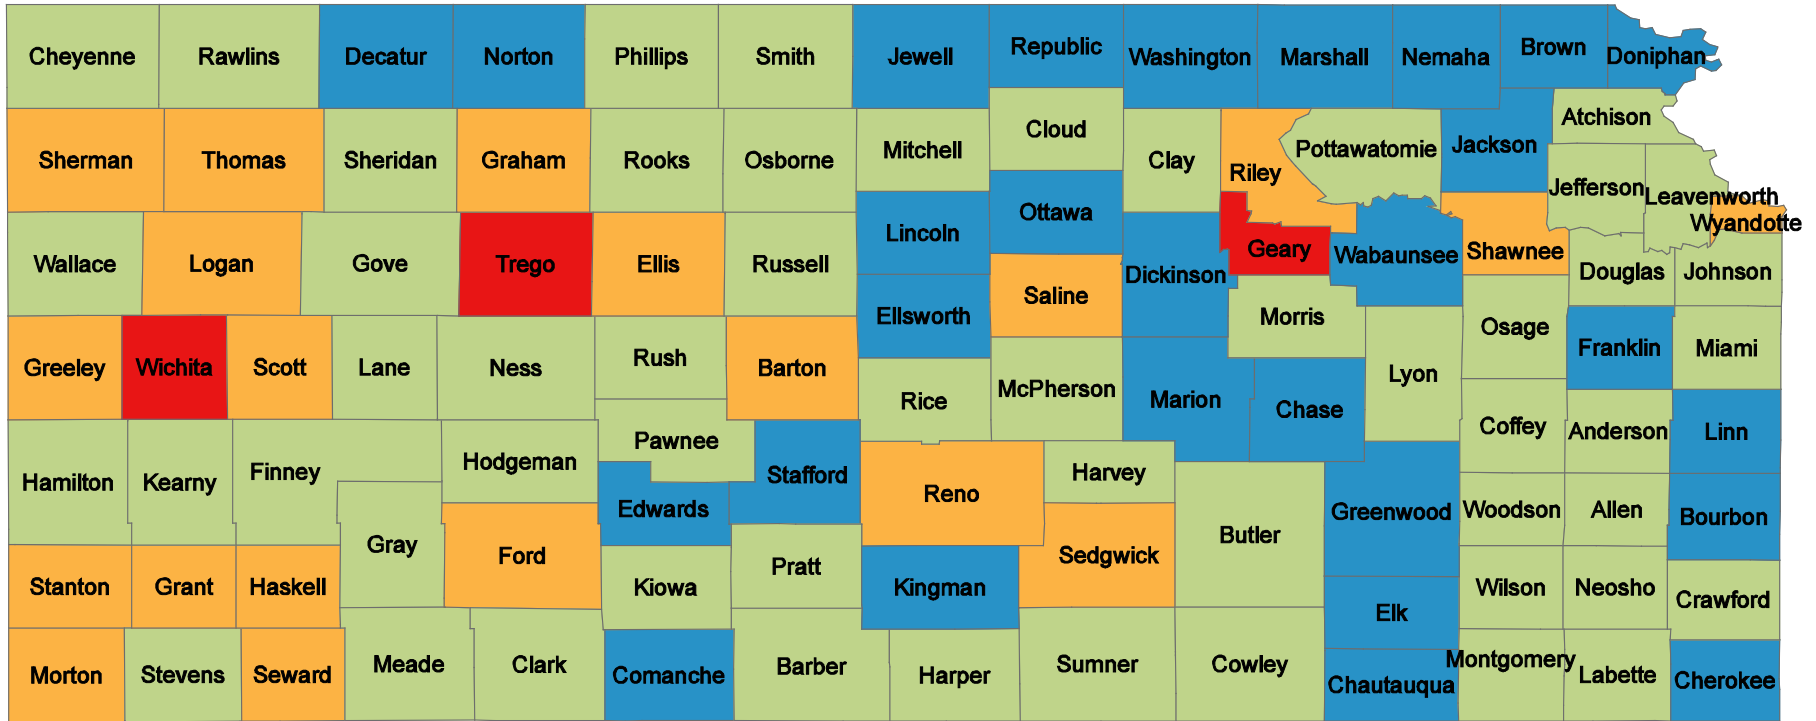 Cheyenne
Rawlins
Decatur
Norton
Phillips
Smith
Jewell
Republic
Washington
Marshall
Nemaha
Brown
Doniphan
Sherman
Thomas
Sheridan
Graham
Rooks
Osborne
Mitchell
Cloud
Clay
Riley
Pottawatomie
Jackson
Atchison
Jefferson
Leavenworth
Wyandotte
Wallace
Logan
Gove
Trego
Ellis
Russell
Lincoln
Ottawa
Saline
Dickinson
Geary
Wabaunsee
Shawnee
Douglas
Johnson
Greeley
Wichita
Scott
Lane
Ness
Rush
Barton
Ellsworth
Rice
McPherson
Marion
Morris
Chase
Lyon
Osage
Franklin
Miami
Coffey
Anderson
Linn
Hamilton
Kearny
Finney
Hodgeman
Pawnee
Stafford
Edwards
Gray
Ford
Kiowa
Pratt
Reno
Harvey
Sedgwick
Kingman
Butler
Greenwood
Woodson
Allen
Bourbon
Stanton
Grant
Haskell
Elk
Wilson
Neosho
Crawford
Morton
Stevens
Seward
Meade
Clark
Comanche
Barber
Harper
Sumner
Cowley
Chautauqua
Montgomery
Labette
Cherokee